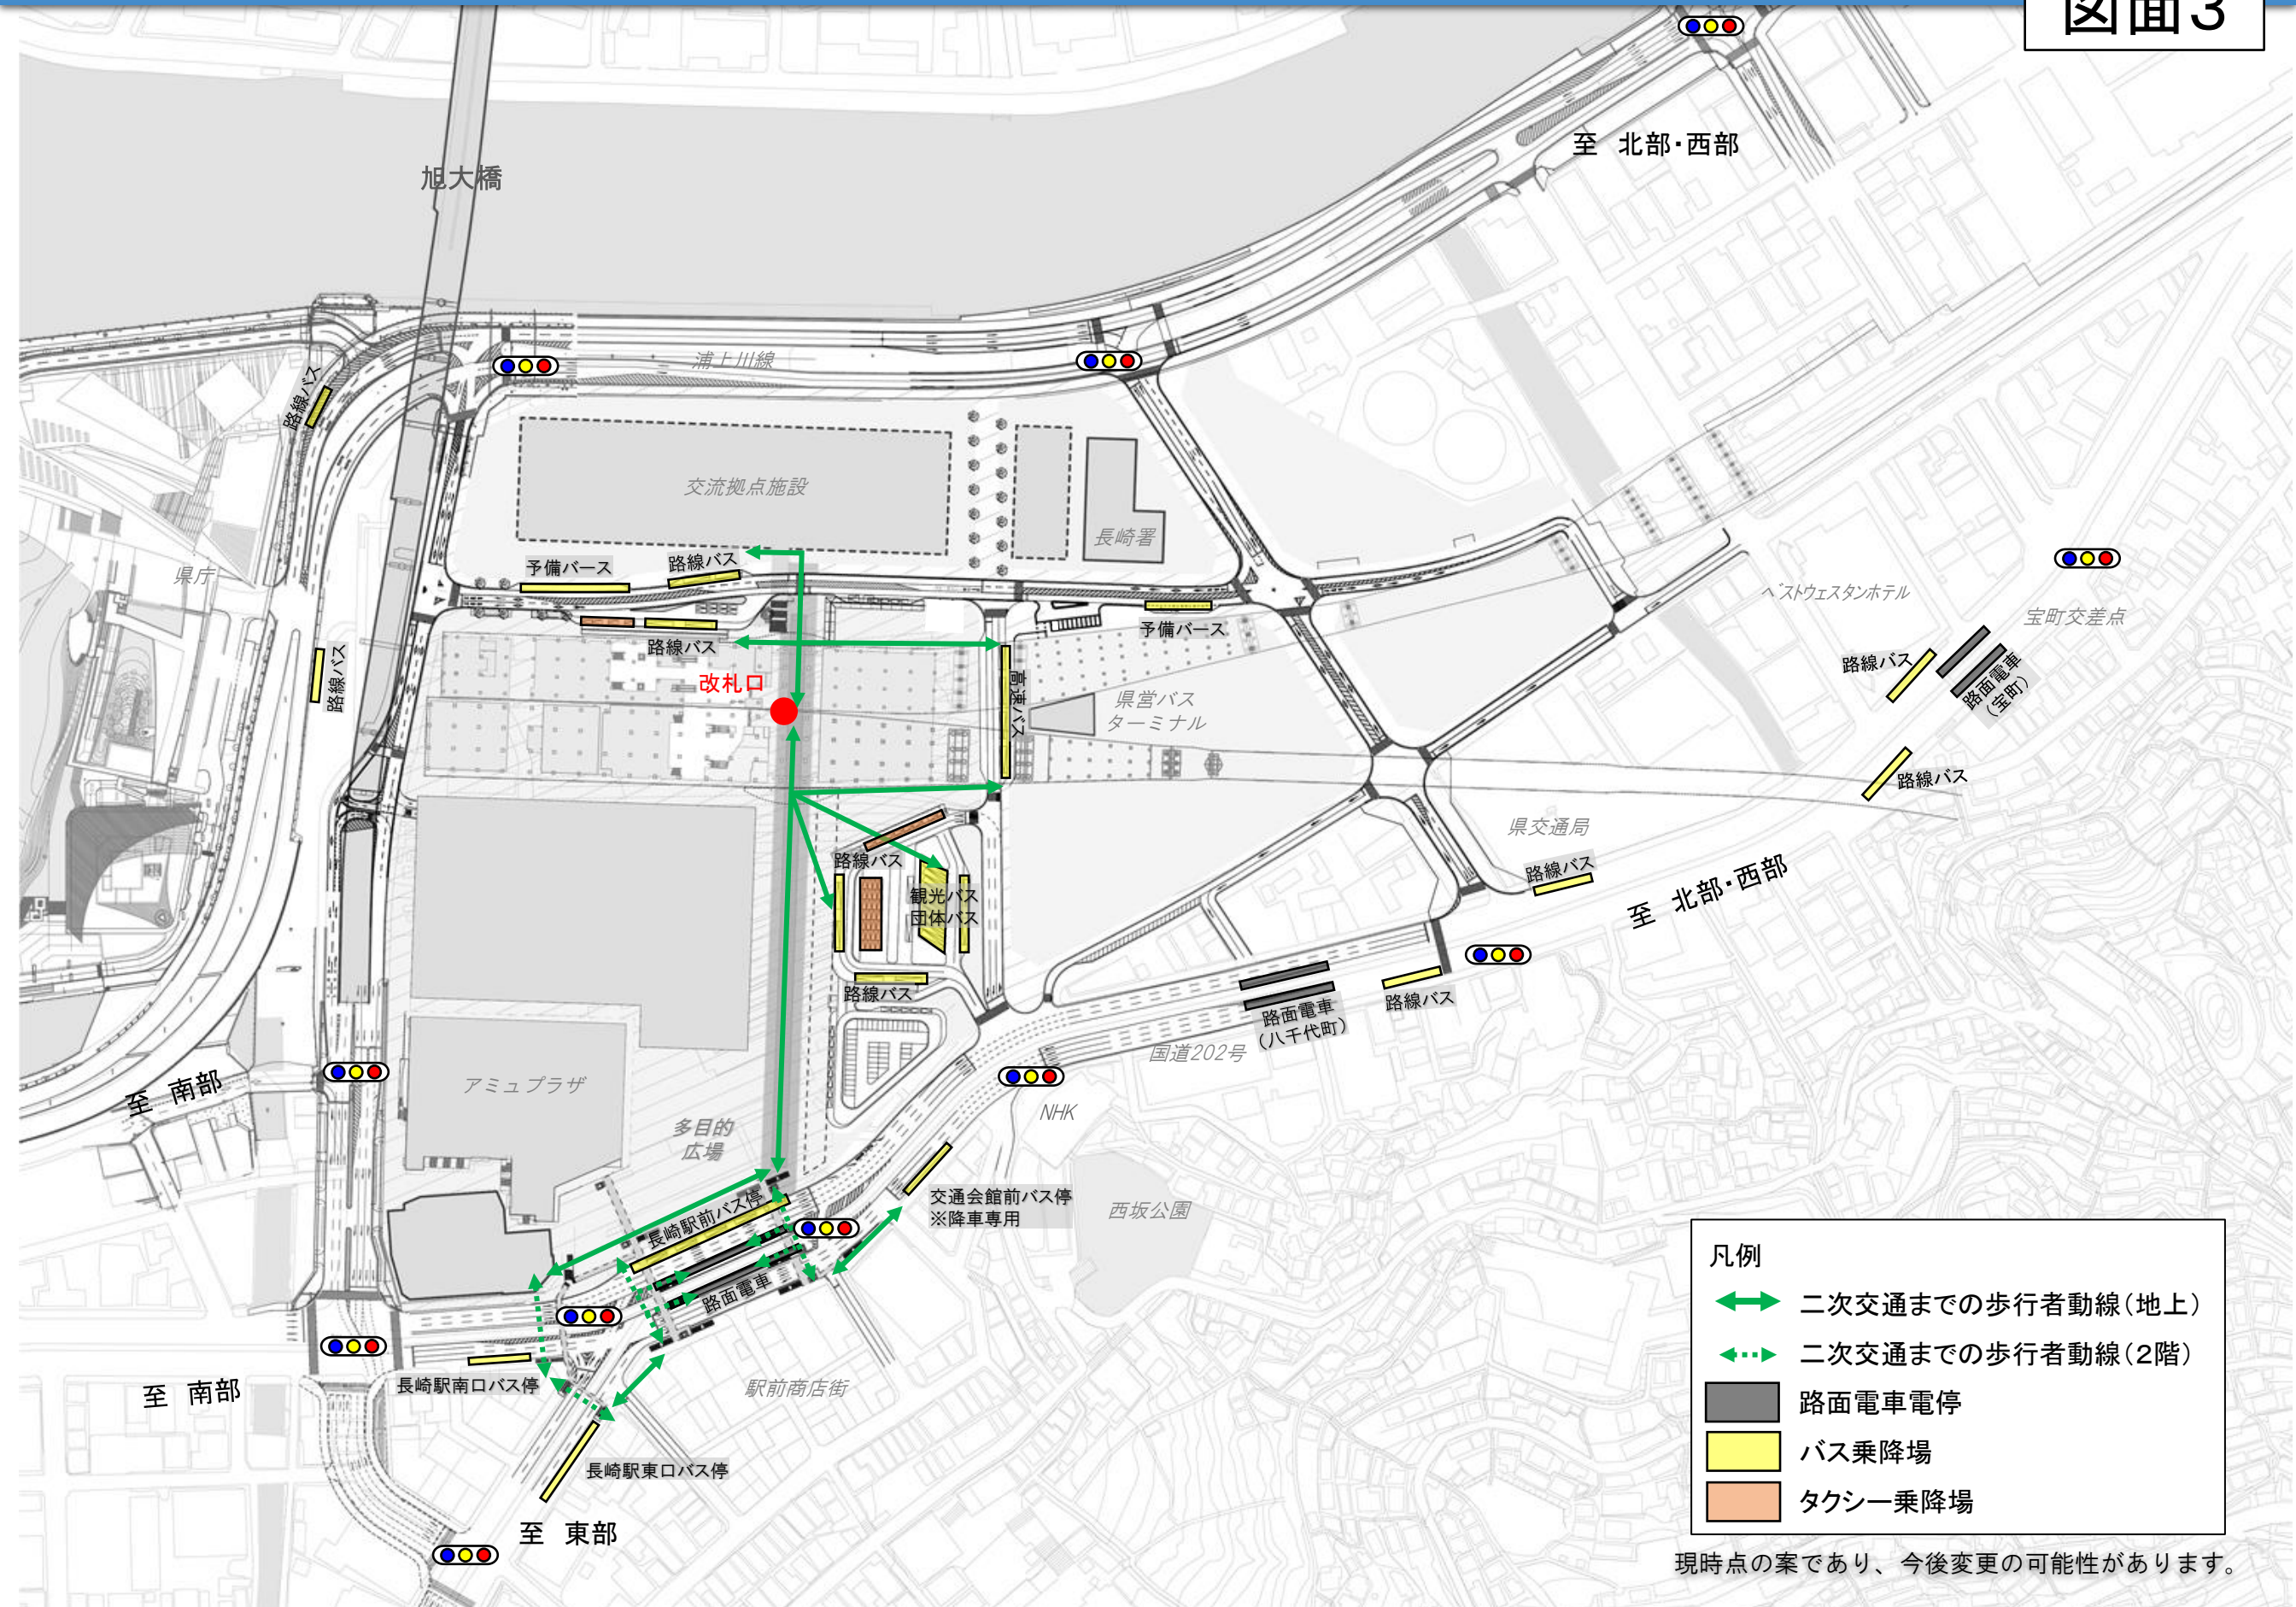 図面3
至 北部・西部
旭大橋
浦上川線
路線バス
交流拠点施設
長崎署
県庁
予備バース
路線バス
ベストウェスタンホテル
宝町交差点
路線バス
予備バース
路線バス
路線バス
改札口
高速バス
県営バス
ターミナル
路線バス
路面電車
(宝町)
路線バス
県交通局
路線バス
路線バス
観光バス
団体バス
至 北部・西部
路線バス
路線バス
路面電車
(八千代町)
国道202号
至 南部
アミュプラザ
NHK
多目的
広場
交通会館前バス停
※降車専用
西坂公園
長崎駅前バス停
路面電車
長崎駅南口バス停
駅前商店街
至 南部
長崎駅東口バス停
至 東部
凡例
二次交通までの歩行者動線(地上)
二次交通までの歩行者動線(2階)
路面電車電停
バス乗降場
タクシー乗降場
現時点の案であり、今後変更の可能性があります。